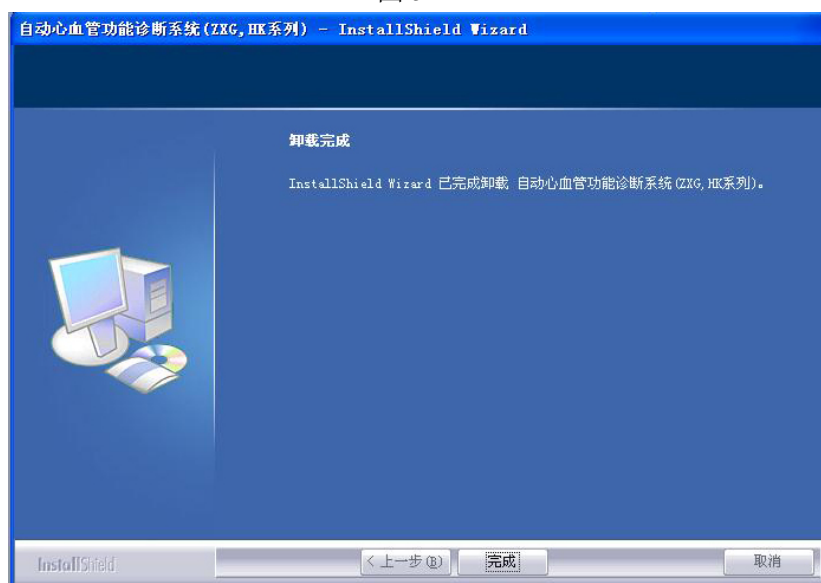 自动心血管功能诊断系统(ZXG,HK系列) - InstallShield Wizard
卸载完成
InstallShield Wizard 已完成卸载 自动心血管功能诊断系统(ZXG,HK系列)。
InstallShield
< 上一步(B)
完成
取消